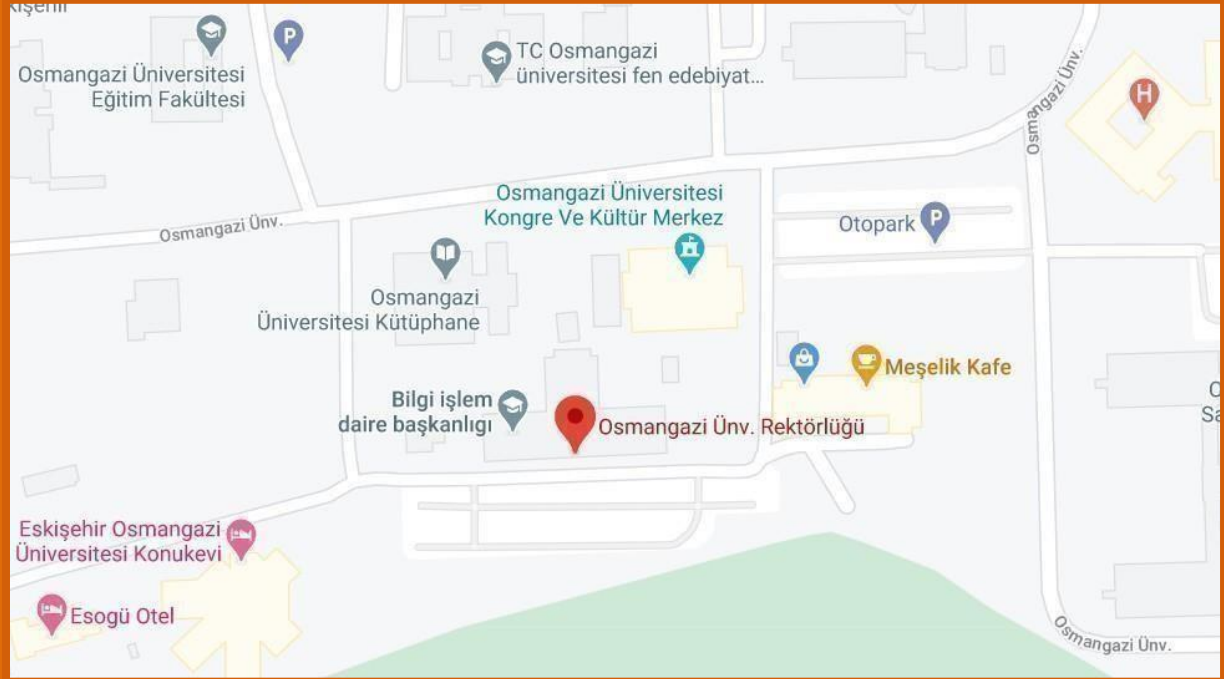 Osmangazi Üniversitesi
Eğitim Fakültesi
P
TC Osmangazi
üniversitesi fen edebiyat...
Osmangazi Ünv.
H
Osmangazi Ünv.
Osmangazi Üniversitesi
Kongre Ve Kültür Merkez
Otopark P
Osmangazi
Üniversitesi Kütüphane
Meşelik Kafe
Bilgi işlem
daire başkanlıgı
Osmangazi Ünv. Rektörlüğü
Eskişehir Osmangazi
Üniversitesi Konukevi
Esogü Otel
Osmangazi Ünv.